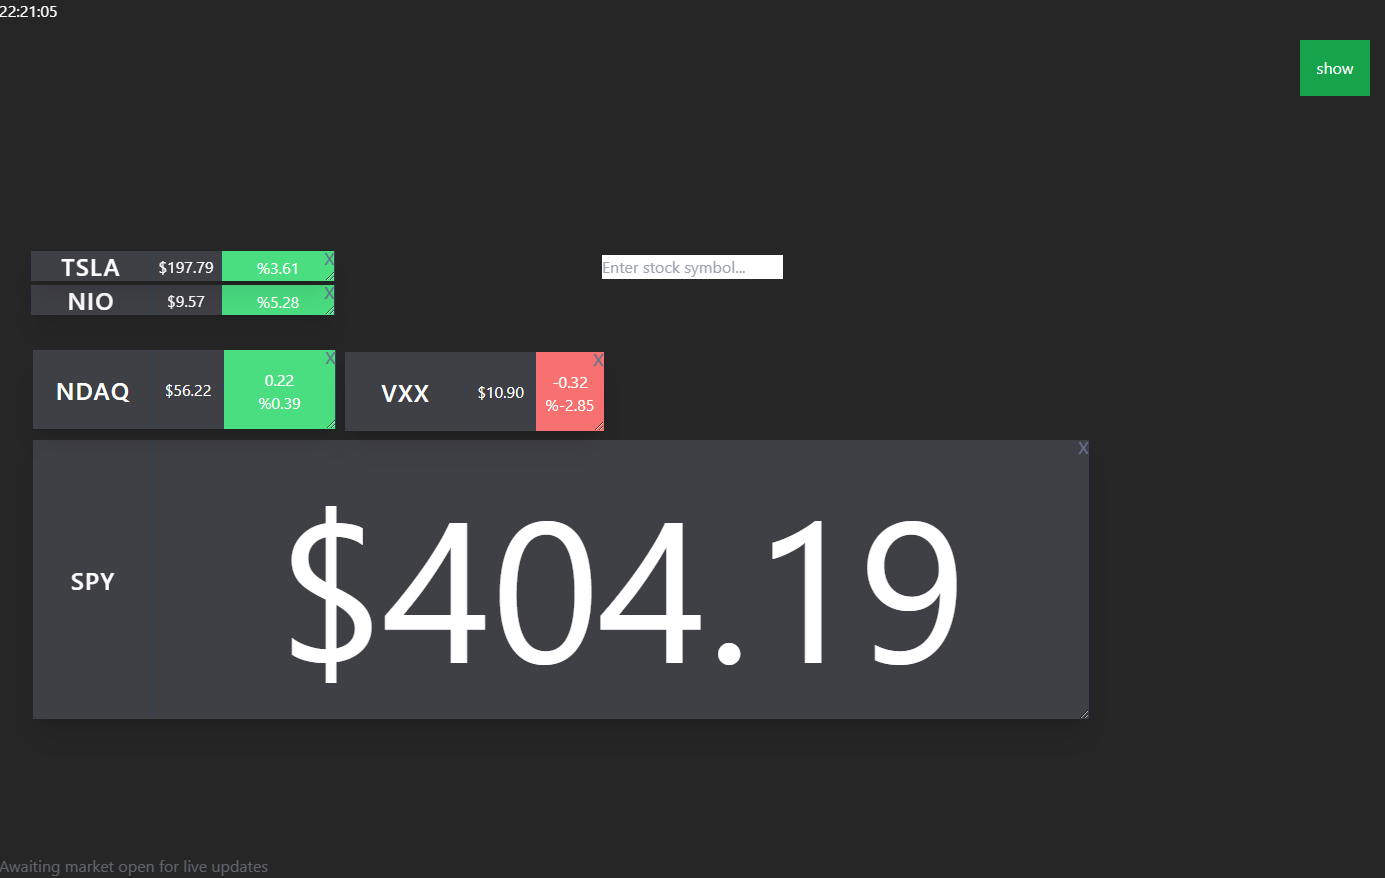 22:21:05
show
TSLA $197.79 %3.61 X
Enter stock symbol...
NIO $9.57 %5.28 X
X
NDAQ $56.22 0.22
%0.39
X
VXX $10.90 -0.32
%-2.85
X
SPY $404.19
Awaiting market open for live updates